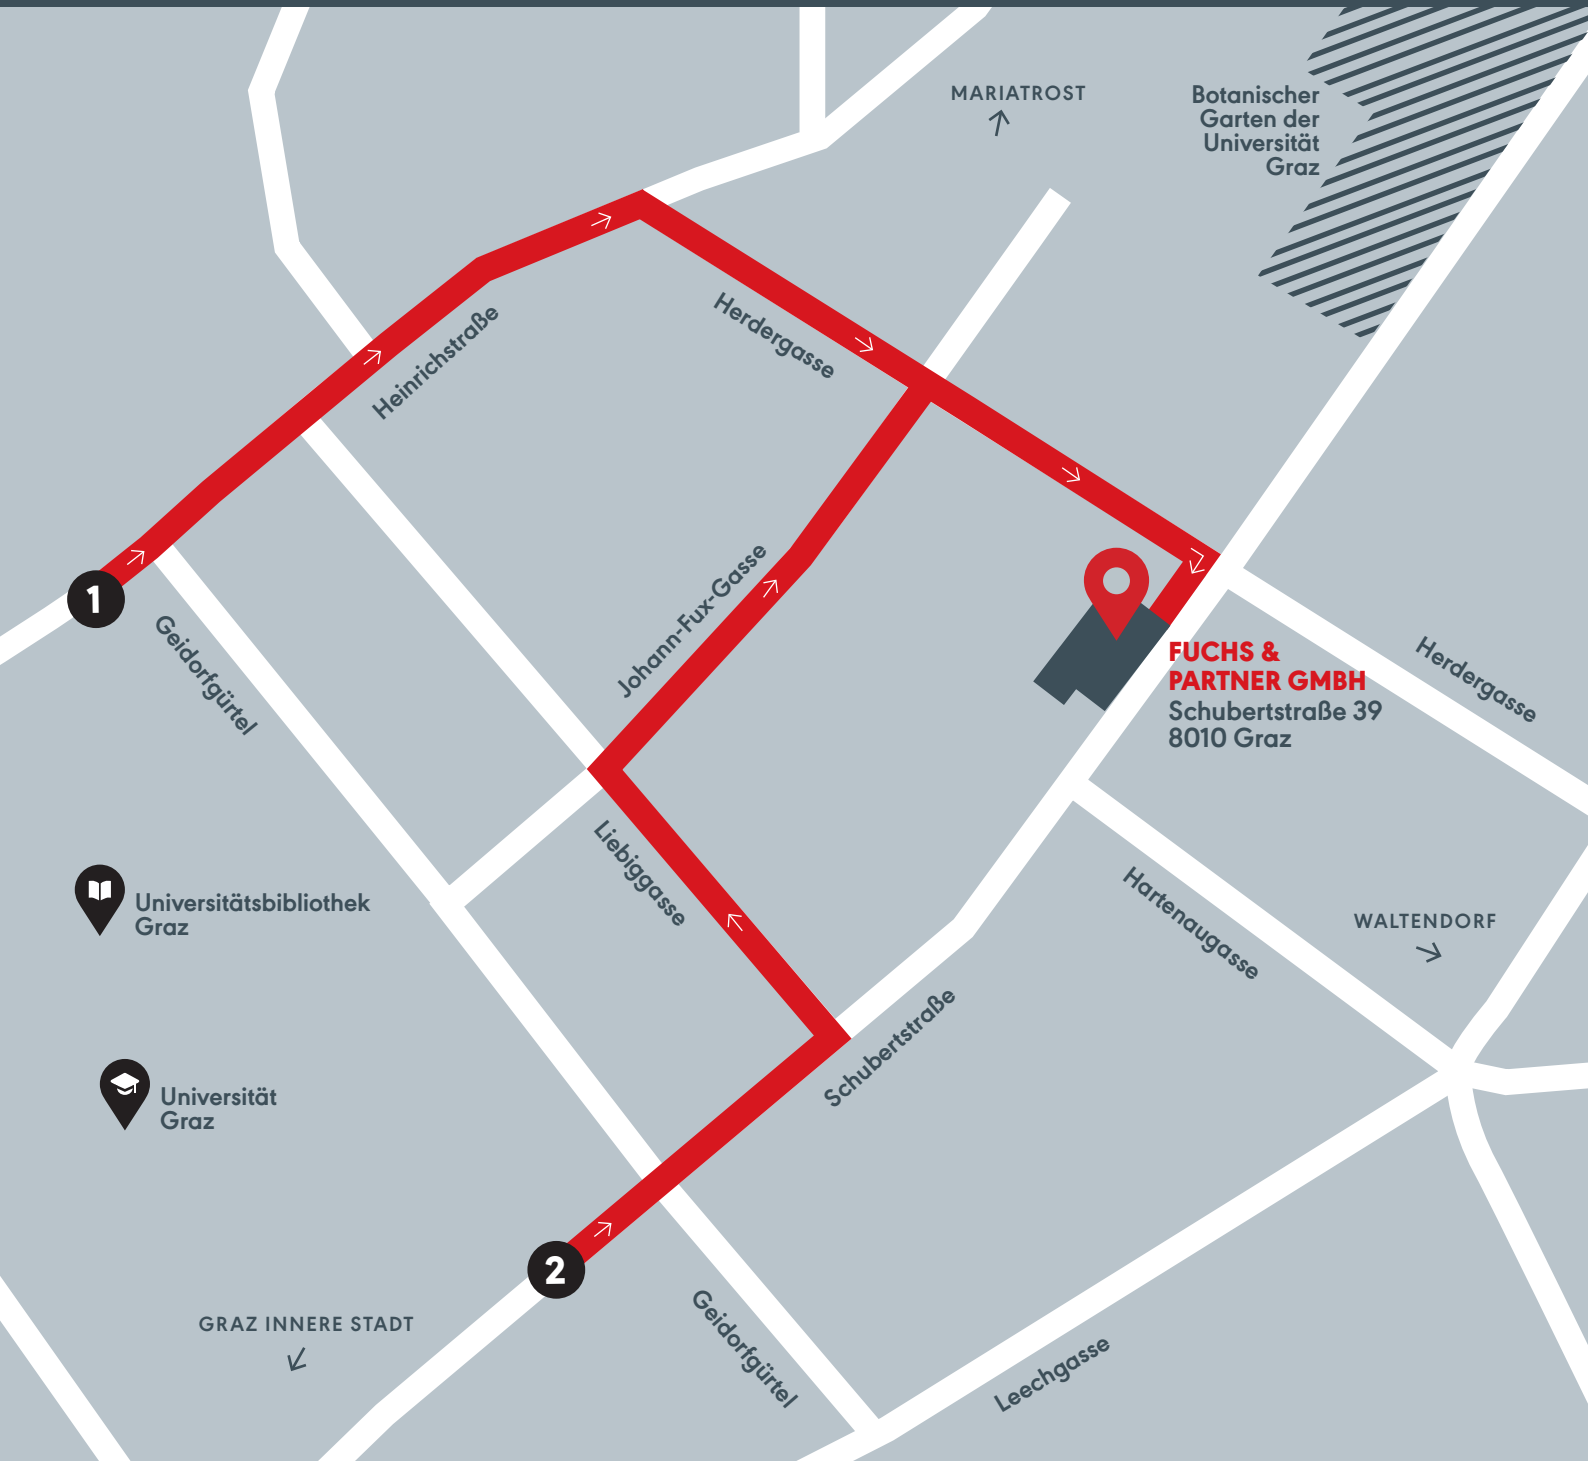 MARIATROST
Botanischer
Garten der
Universität
Graz
Heinrichstraße
Herdergasse
1
Geidorfgürtel
Johann-Fux-Gasse
FUCHS &
PARTNER GMBH
Schubertstraße 39
8010 Graz
Herdergasse
Liebiggasse
Universitätsbibliothek
Graz
Hartenaugasse
WALTENDORF
Schubertstraße
Universität
Graz
2
GRAZ INNERE STADT
Geidorfgürtel
Leechgasse